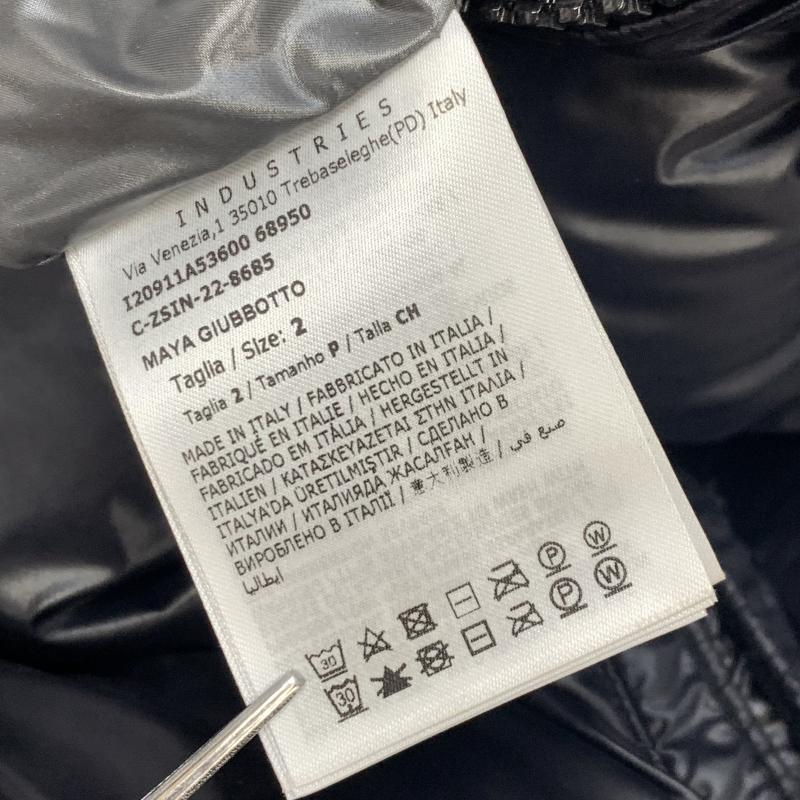 INDUSTRIES
Via Venezia,1 35010 Trebaseleghe(PD) Italy
I20911A53600 68950
C-ZSIN-22-8685
MAYA GIUBBOTTO
Taglia / Size: 2
Taglia 2 / Tamanho P / Talla CH
MADE IN ITALY / FABBRICATO IN ITALIA /
FABRIQUÉ EN ITALIE / HECHO EN ITALIA /
FABRICADO EM ITÁLIA / HERGESTELLT IN
ITALIEN / ΚΑΤΑΣΚΕΥΑΖΕΤΑΙ ΣΤΗΝ ΙΤΑΛΙΑ /
ITALYA'DA ÜRETILMIŞTIR / СДЕЛАНО В
ИТАЛИИ / ИТАЛИЯДА ЖАСАЛҒАН /
ВИРОБЛЕНО В ІТАЛІЇ / 意大利製造 / صنع في
ايطاليا
30 P W
30 P W